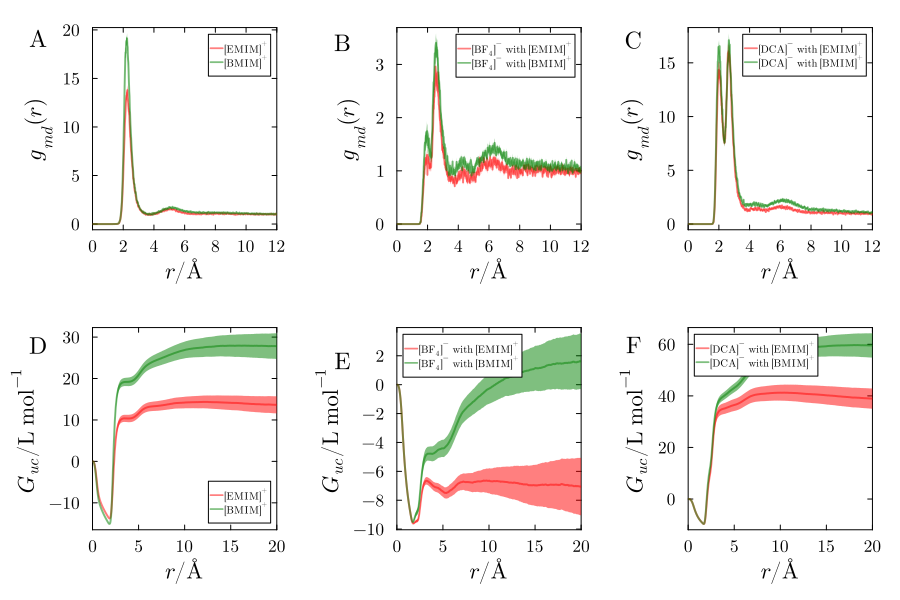 A
20
15
10
5
0
0 2 4 6 8 10 12
g_md(r)
r/Å
[EMIM]⁺
[BMIM]⁺
B
3
2
1
0
0 2 4 6 8 10 12
g_md(r)
r/Å
[BF₄]⁻ with [EMIM]⁺
[BF₄]⁻ with [BMIM]⁺
C
15
10
5
0
0 2 4 6 8 10 12
g_md(r)
r/Å
[DCA]⁻ with [EMIM]⁺
[DCA]⁻ with [BMIM]⁺
D
30
20
10
0
−10
0 5 10 15 20
G_uc/L mol⁻¹
r/Å
[EMIM]⁺
[BMIM]⁺
E
2
0
−2
−4
−6
−8
−10
0 5 10 15 20
G_uc/L mol⁻¹
r/Å
[BF₄]⁻ with [EMIM]⁺
[BF₄]⁻ with [BMIM]⁺
F
60
40
20
0
0 5 10 15 20
G_uc/L mol⁻¹
r/Å
[DCA]⁻ with [EMIM]⁺
[DCA]⁻ with [BMIM]⁺